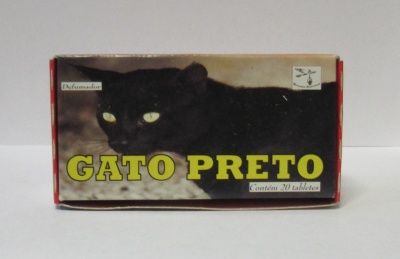 Defumador
GATO PRETO
Contém 20 tabletes